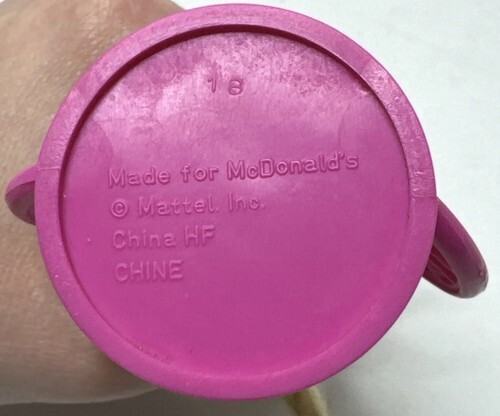 18
Made for McDonald's
© Mattel. Inc.
China HF
CHINE